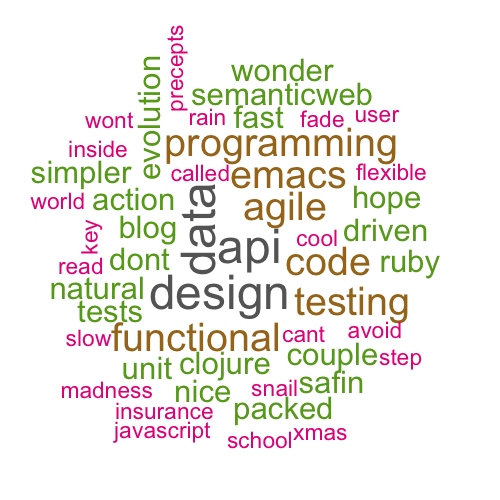 precepts
wonder
evolution
semanticweb
wont
rain
fast
fade
user
inside
programming
simpler
called
emacs
flexible
world
action
data
agile
hope
key
blog
api
cool
driven
read
dont
code
ruby
natural
design
testing
tests
slow
functional
cant
avoid
unit
clojure
couple
step
madness
nice
snail
safin
insurance
packed
javascript
school
xmas